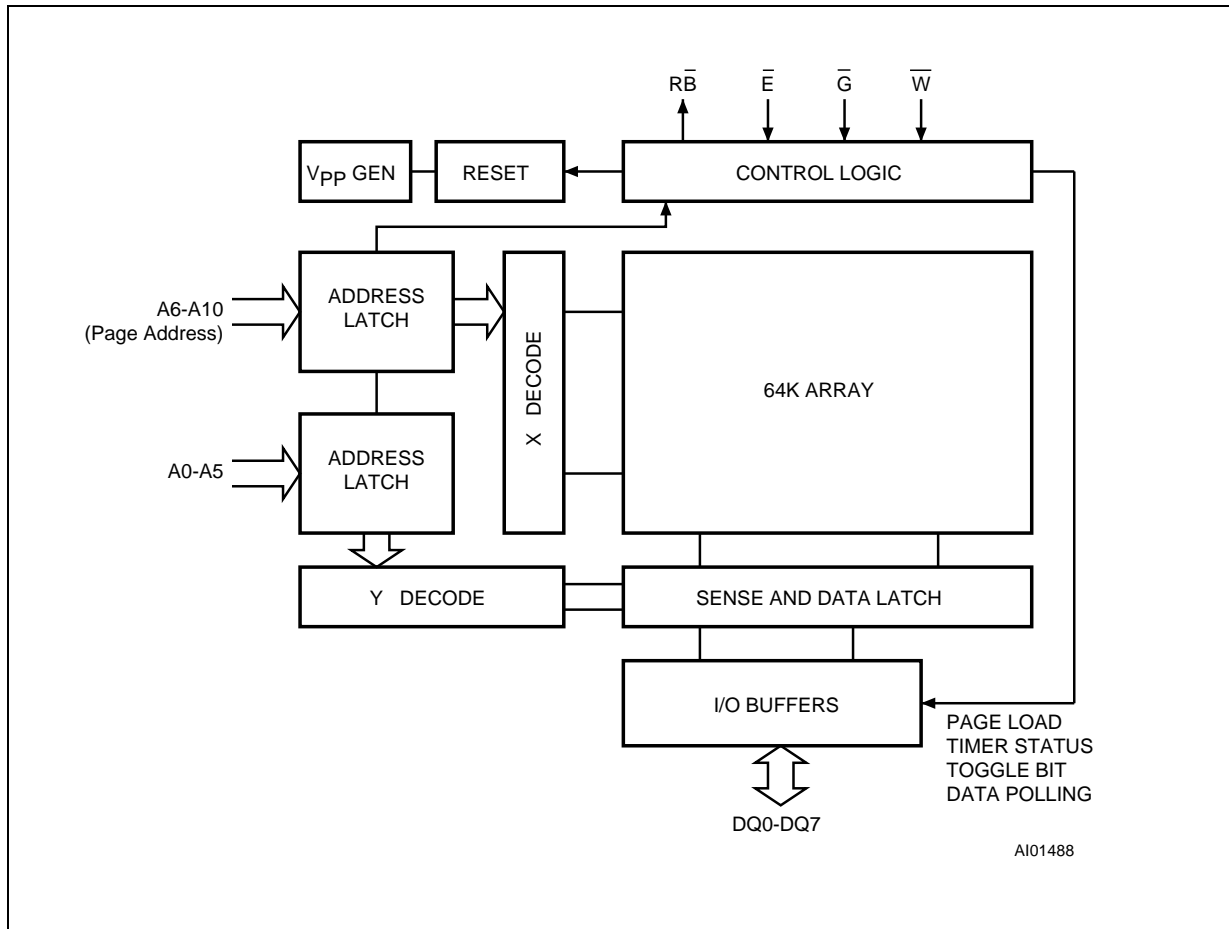 RB̅ E̅ G̅ W̅
VPP GEN
RESET
CONTROL LOGIC
A6-A10
(Page Address)
ADDRESS
LATCH
X DECODE
64K ARRAY
A0-A5
ADDRESS
LATCH
Y DECODE
SENSE AND DATA LATCH
I/O BUFFERS
PAGE LOAD
TIMER STATUS
TOGGLE BIT
DATA POLLING
DQ0-DQ7
AI01488